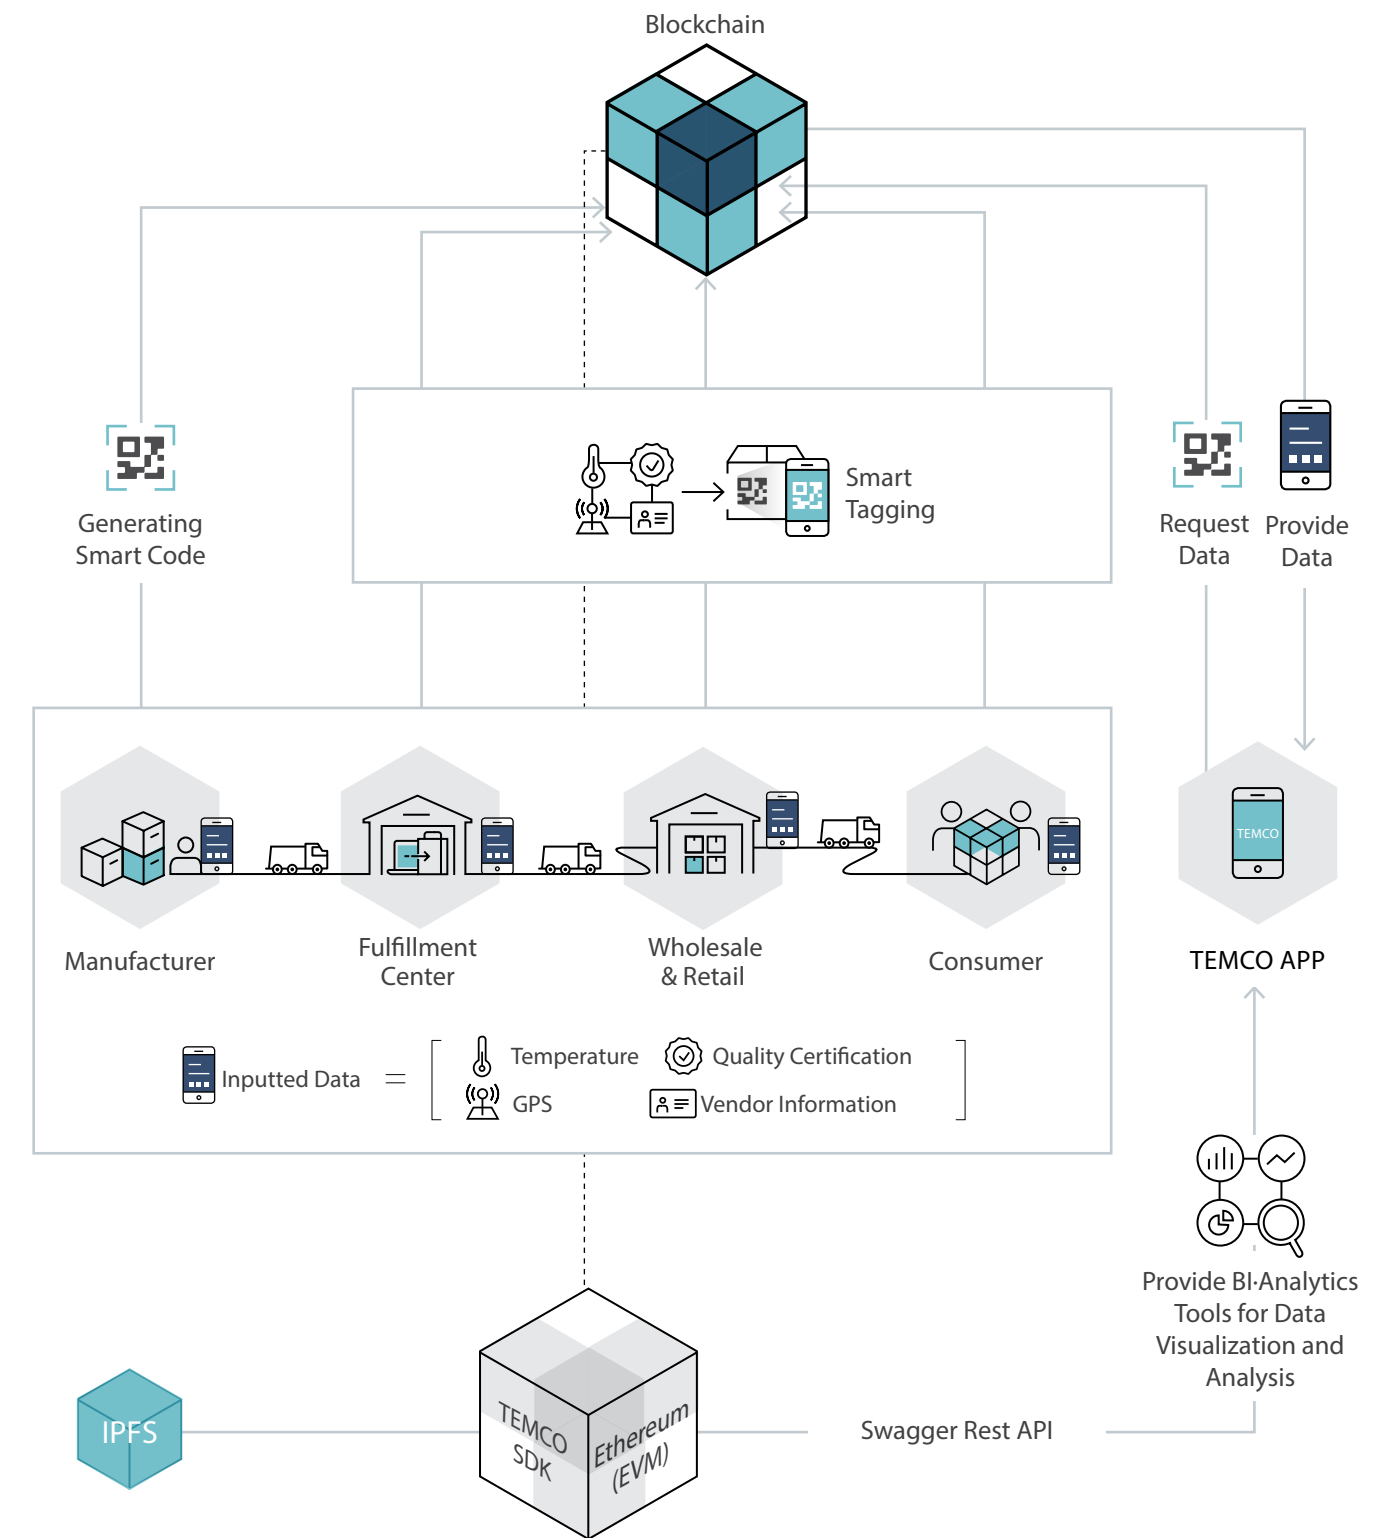 Blockchain
Generating
Smart Code
Smart
Tagging
Request
Data
Provide
Data
TEMCO
Manufacturer
Fulfillment
Center
Wholesale
& Retail
Consumer
TEMCO APP
Inputted Data =
Temperature
Quality Certification
GPS
Vendor Information
Provide BI·Analytics
Tools for Data
Visualization and
Analysis
IPFS
TEMCO
SDK
Ethereum
(EVM)
Swagger Rest API